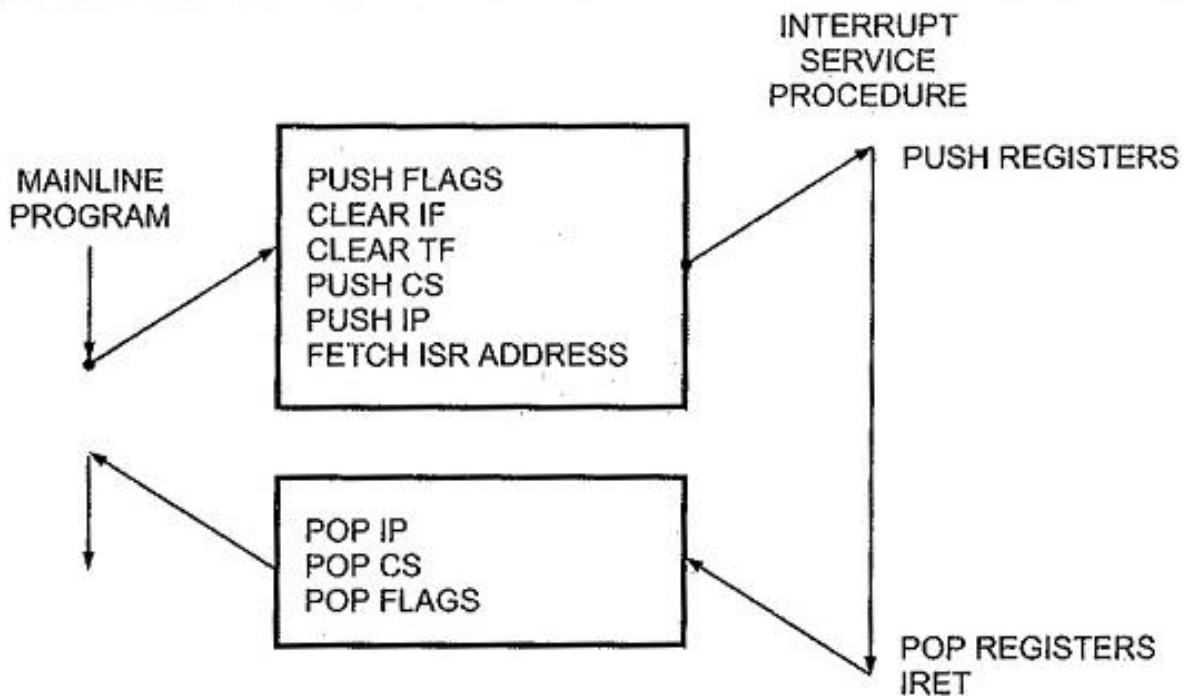 INTERRUPT
SERVICE
PROCEDURE
MAINLINE
PROGRAM
PUSH FLAGS
CLEAR IF
CLEAR TF
PUSH CS
PUSH IP
FETCH ISR ADDRESS
PUSH REGISTERS
POP IP
POP CS
POP FLAGS
POP REGISTERS
IRET